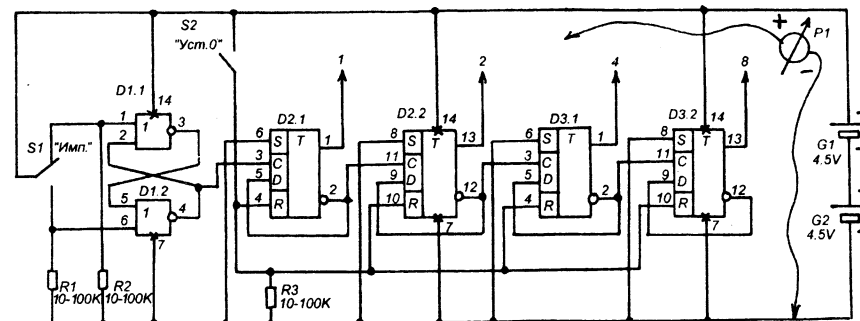 S2
"Уст.0"
+
P1
–
1
2
4
8
D1.1
14
1
1
3
2
S1
"Имп."
D1.2
5
1
4
6
7
D2.1
6
S
T
1
3
C
5
D
2
4
R
D2.2
14
8
S
T
13
11
C
9
D
12
10
R
7
D3.1
6
S
T
1
3
C
5
D
2
4
R
D3.2
14
8
S
T
13
11
C
9
D
12
10
R
7
G1
4.5V
G2
4.5V
R1
10-100K
R2
10-100K
R3
10-100K